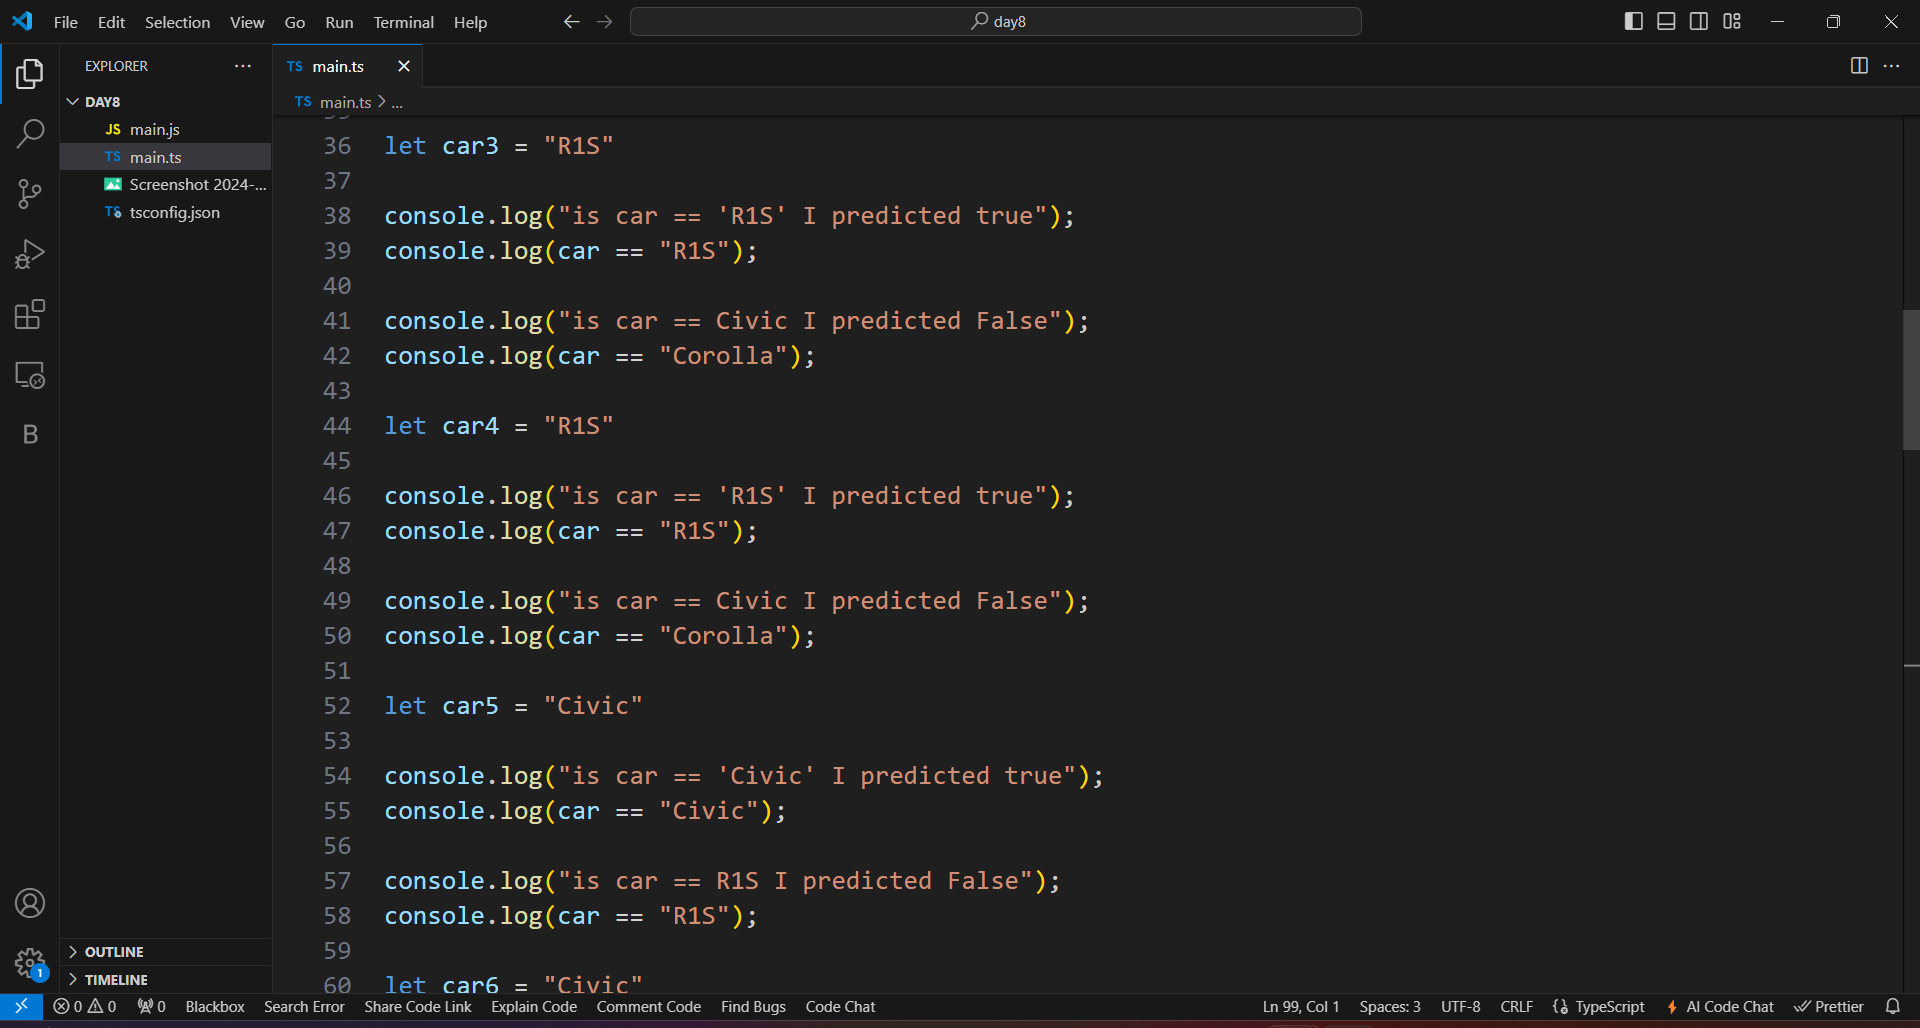 File Edit Selection View Go Run Terminal Help
day8
EXPLORER
DAY8
JS main.js
TS main.ts
Screenshot 2024-...
TS tsconfig.json
B
OUTLINE
TIMELINE
TS main.ts
TS main.ts > ...
36 let car3 = "R1S"
37
38 console.log("is car == 'R1S' I predicted true");
39 console.log(car == "R1S");
40
41 console.log("is car == Civic I predicted False");
42 console.log(car == "Corolla");
43
44 let car4 = "R1S"
45
46 console.log("is car == 'R1S' I predicted true");
47 console.log(car == "R1S");
48
49 console.log("is car == Civic I predicted False");
50 console.log(car == "Corolla");
51
52 let car5 = "Civic"
53
54 console.log("is car == 'Civic' I predicted true");
55 console.log(car == "Civic");
56
57 console.log("is car == R1S I predicted False");
58 console.log(car == "R1S");
59
60 let car6 = "Civic"
1
0 0 0 Blackbox Search Error Share Code Link Explain Code Comment Code Find Bugs Code Chat Ln 99, Col 1 Spaces: 3 UTF-8 CRLF TypeScript AI Code Chat Prettier